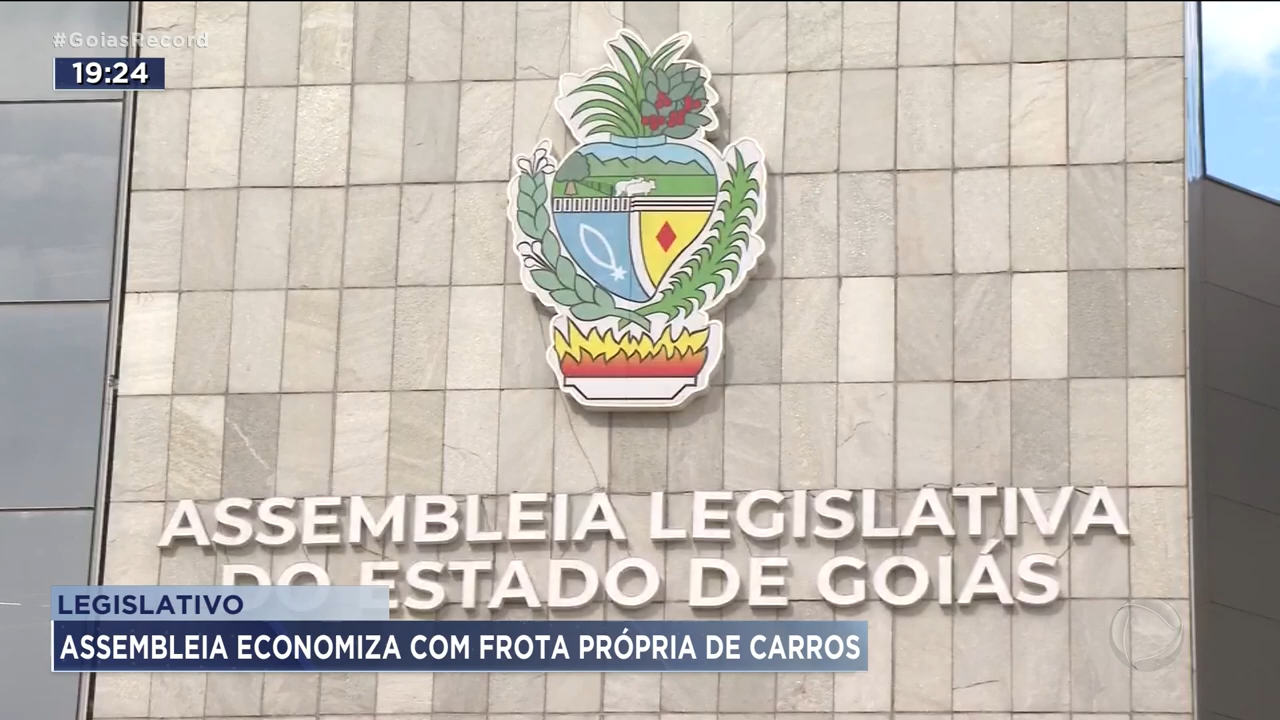 #GoiasRecord
19:24
ASSEMBLEIA LEGISLATIVA
DO ESTADO DE GOIÁS
LEGISLATIVO
ASSEMBLEIA ECONOMIZA COM FROTA PRÓPRIA DE CARROS